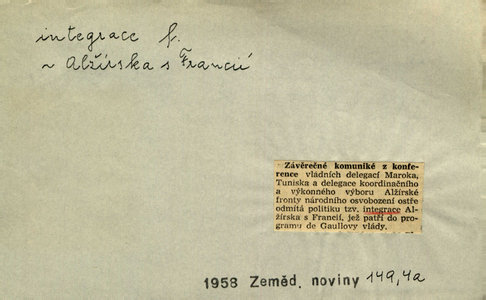 integrace f.
~ Alžírska s Francií
Závěrečné komuniké z konfe-
rence vládních delegací Maroka,
Tuniska a delegace koordinačního
a výkonného výboru Alžírské
fronty národního osvobození ostře
odmítá politiku tzv. integrace Al-
žírska s Francií, jež patří do pro-
gramu de Gaullovy vlády.
1958 Zeměd. noviny 149,4a